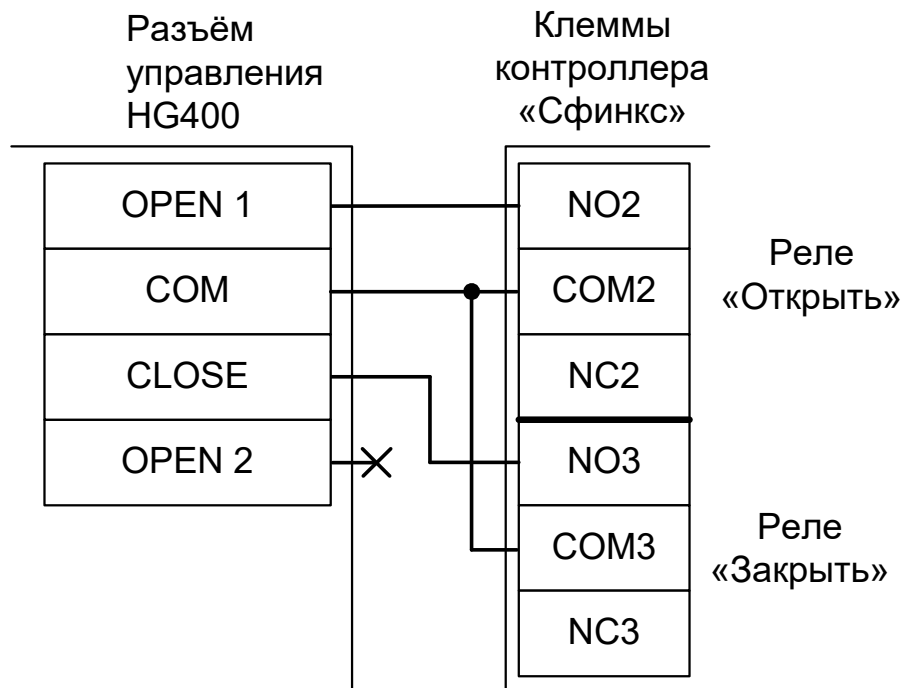 Разъём
управления
HG400
Клеммы
контроллера
«Сфинкс»
OPEN 1
COM
CLOSE
OPEN 2
NO2
COM2
NC2
NO3
COM3
NC3
Реле
«Открыть»
Реле
«Закрыть»